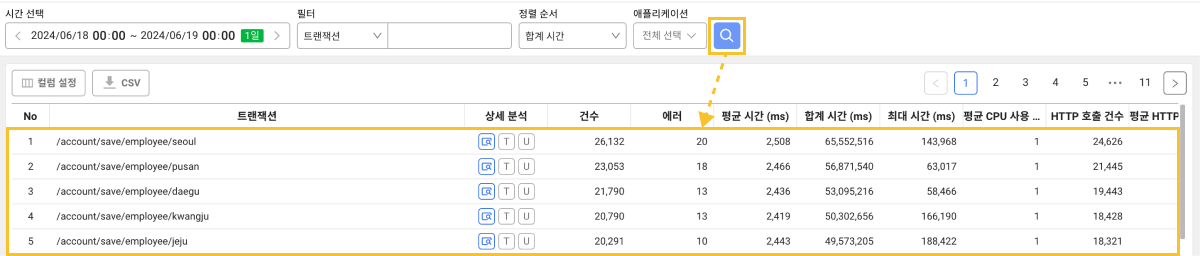 시간 선택 필터 정렬 순서 애플리케이션
2024/06/18 00:00 ~ 2024/06/19 00:00 1일 트랜잭션 합계 시간 전체 선택
컬럼 설정 CSV 1 2 3 4 5 ••• 11
No 트랜잭션 상세 분석 건수 에러 평균 시간 (ms) 합계 시간 (ms) 최대 시간 (ms) 평균 CPU 사용 ... HTTP 호출 건수 평균 HTTP
1 /account/save/employee/seoul T U 26,132 20 2,508 65,552,516 143,968 1 24,626
2 /account/save/employee/pusan T U 23,053 18 2,466 56,871,540 63,017 1 21,445
3 /account/save/employee/daegu T U 21,790 13 2,436 53,095,216 58,466 1 19,443
4 /account/save/employee/kwangju T U 20,790 13 2,419 50,302,656 166,190 1 18,428
5 /account/save/employee/jeju T U 20,291 10 2,443 49,573,205 188,422 1 18,321